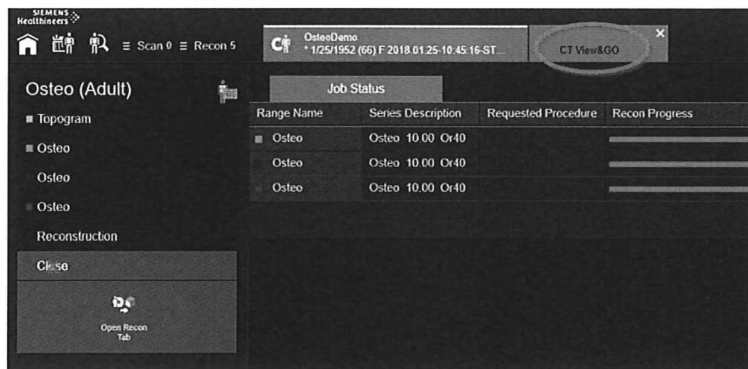 SIEMENS
Healthineers
Scan 0 Recon 5
OsteoDemo
* 1/25/1952 (66) F 2018.01.25-10:45:16-ST...
CT View&GO
Osteo (Adult)
Job Status
Topogram
Range Name Series Description Requested Procedure Recon Progress
Osteo
Osteo Osteo 10.00 Or40
Osteo
Osteo Osteo 10.00 Or40
Osteo
Osteo Osteo 10.00 Or40
Reconstruction
Close
Open Recon
Tab